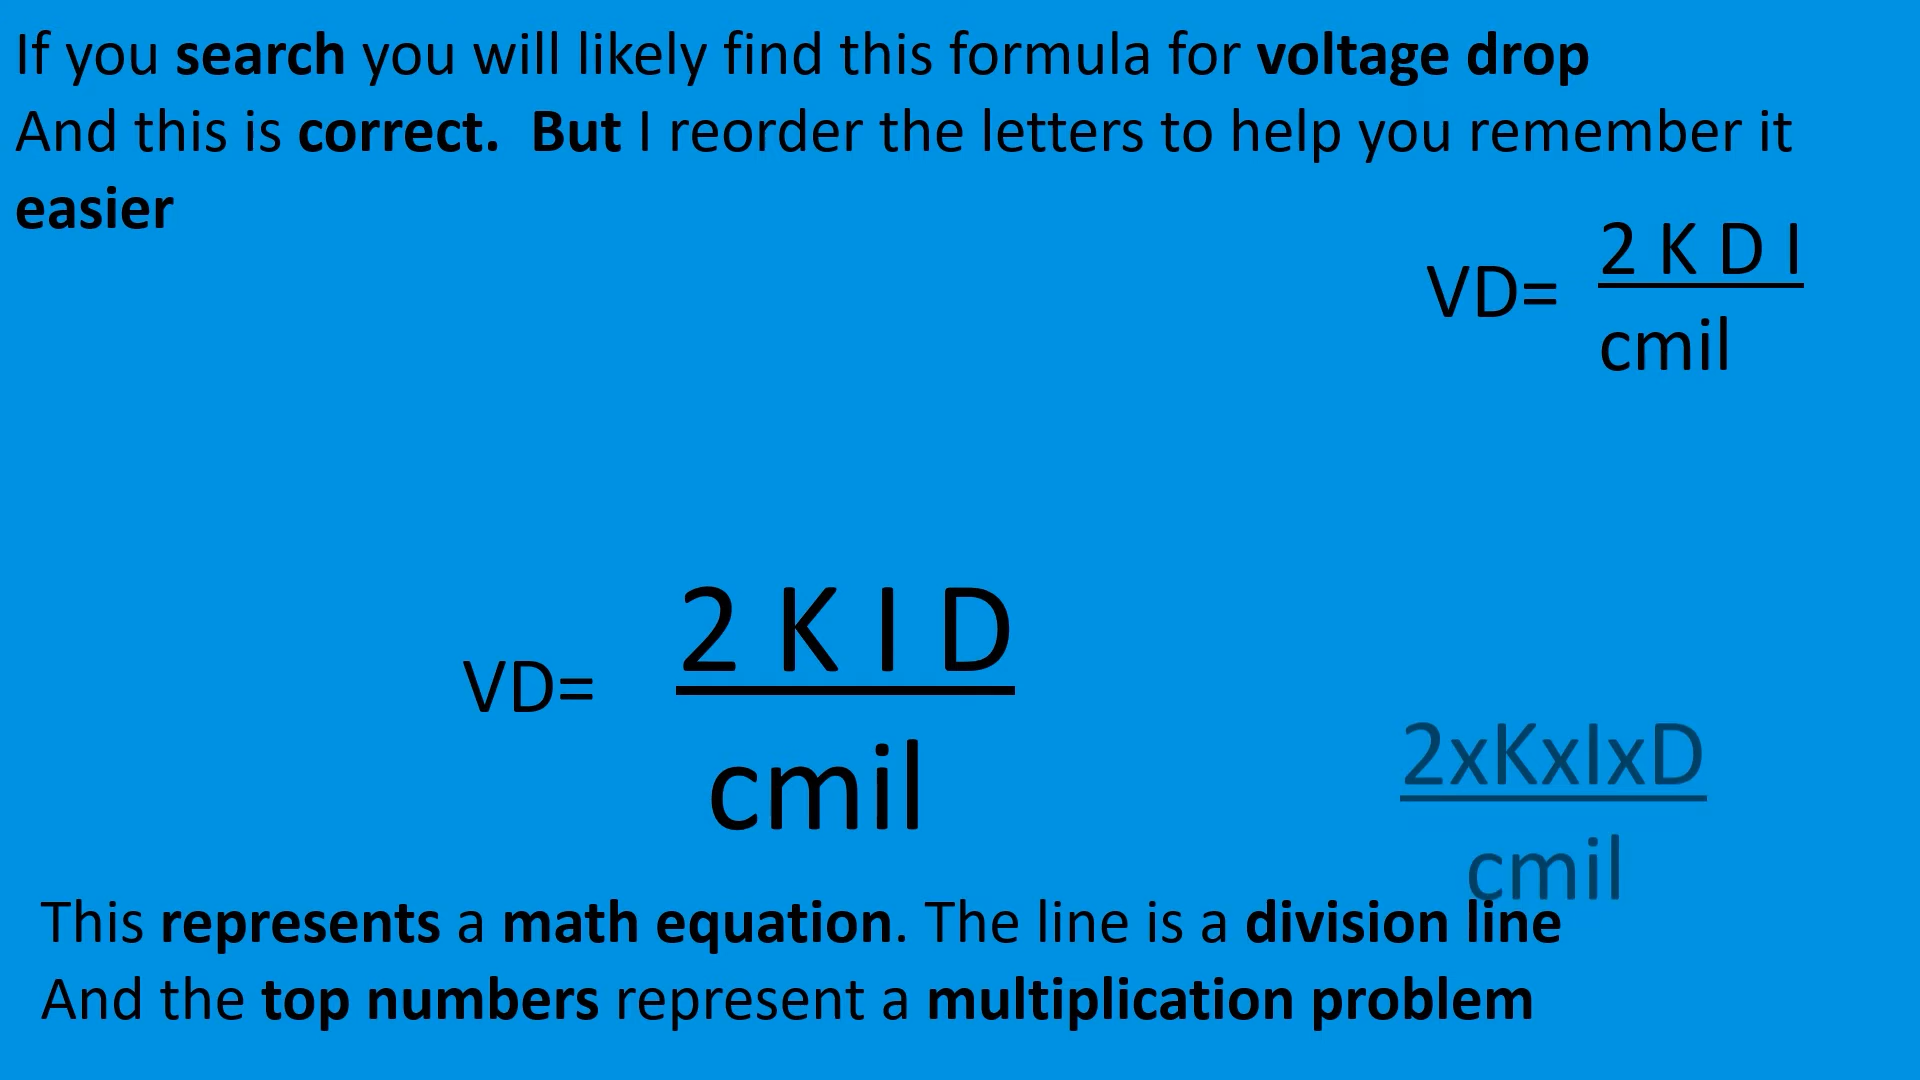 If you search you will likely find this formula for voltage drop
And this is correct.  But I reorder the letters to help you remember it
easier
2 K D I
VD=
cmil
2 K I D
VD=
cmil
2xKxIxD
cmil
This represents a math equation. The line is a division line
And the top numbers represent a multiplication problem